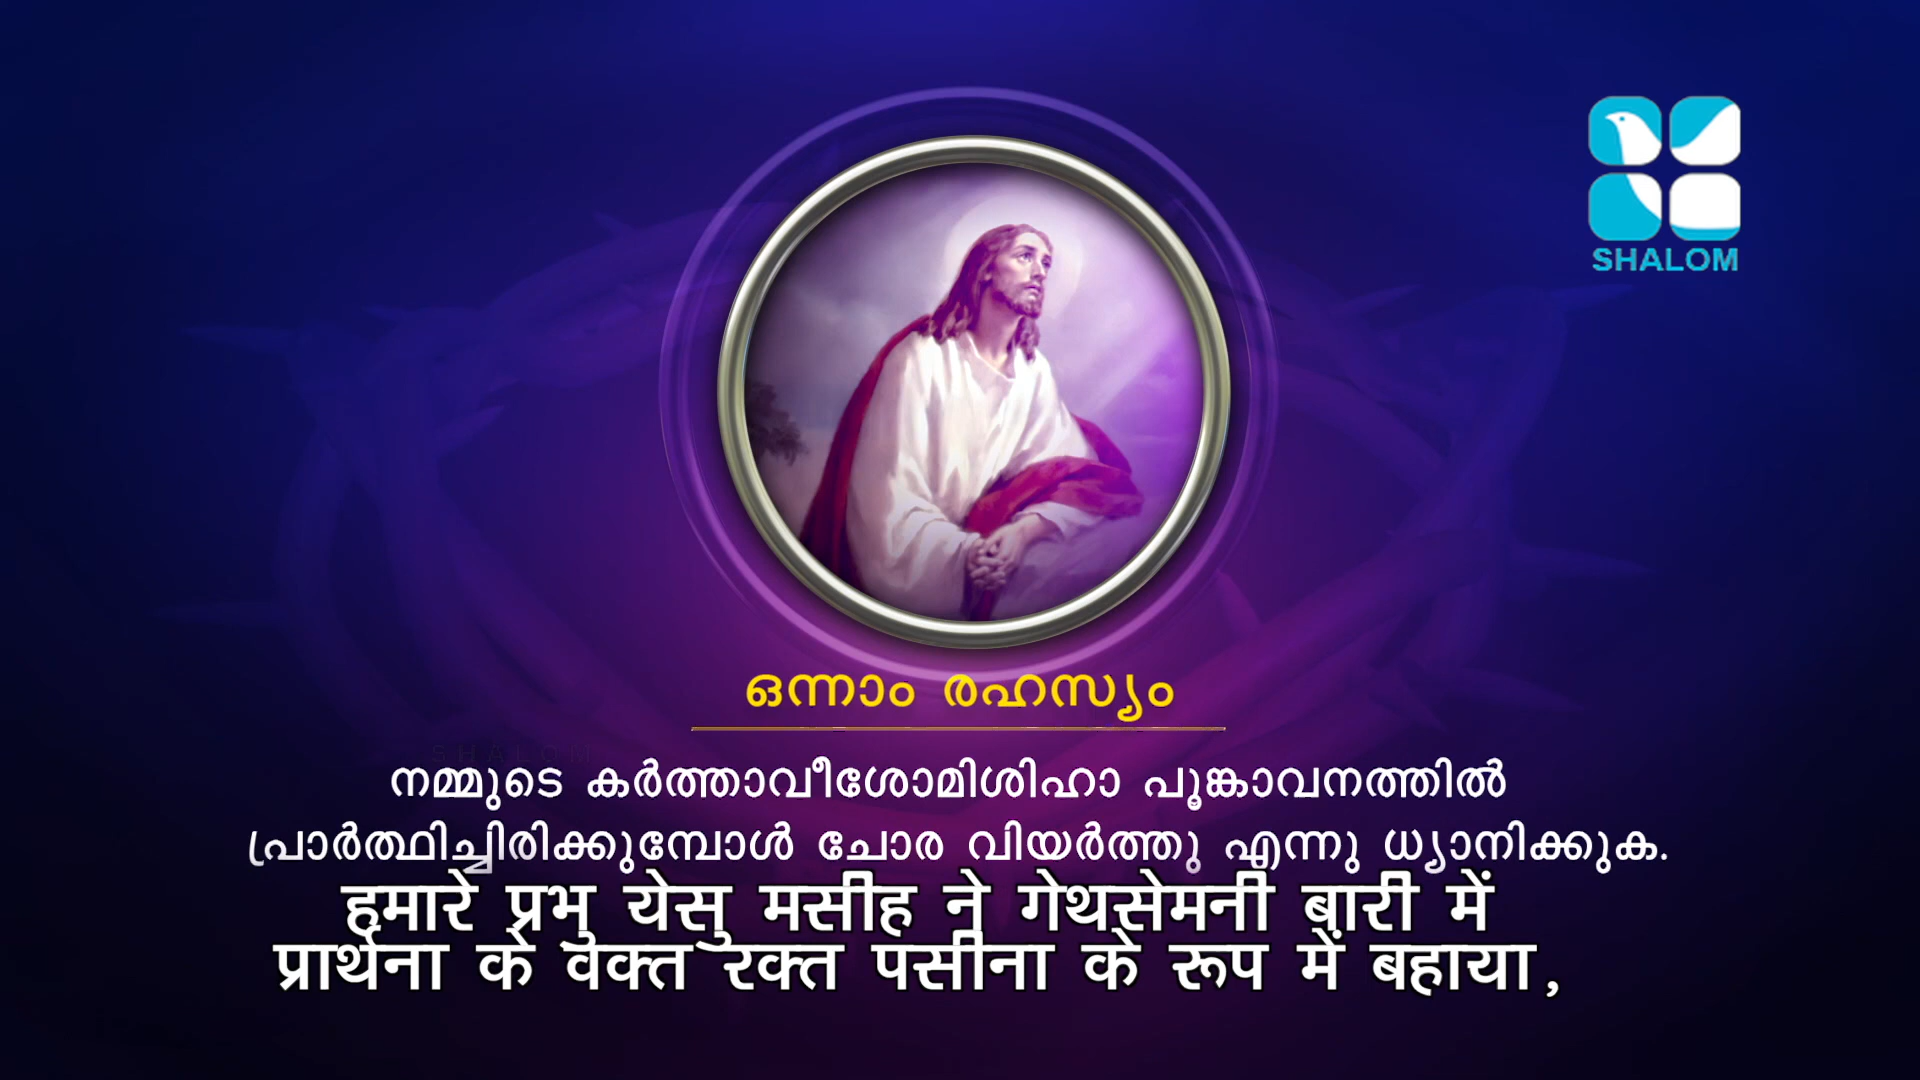 SHALOM
ഒന്നാം രഹസ്യം
SHALOM
നമ്മുടെ കർത്താവീശോമിശിഹാ പൂങ്കാവനത്തിൽ
പ്രാർത്ഥിച്ചിരിക്കുമ്പോൾ ചോര വിയർത്തു എന്നു ധ്യാനിക്കുക.
हमारे प्रभु येसु मसीह ने गेथसेमनी बारी में
प्रार्थना के वक्त रक्त पसीना के रूप में बहाया,